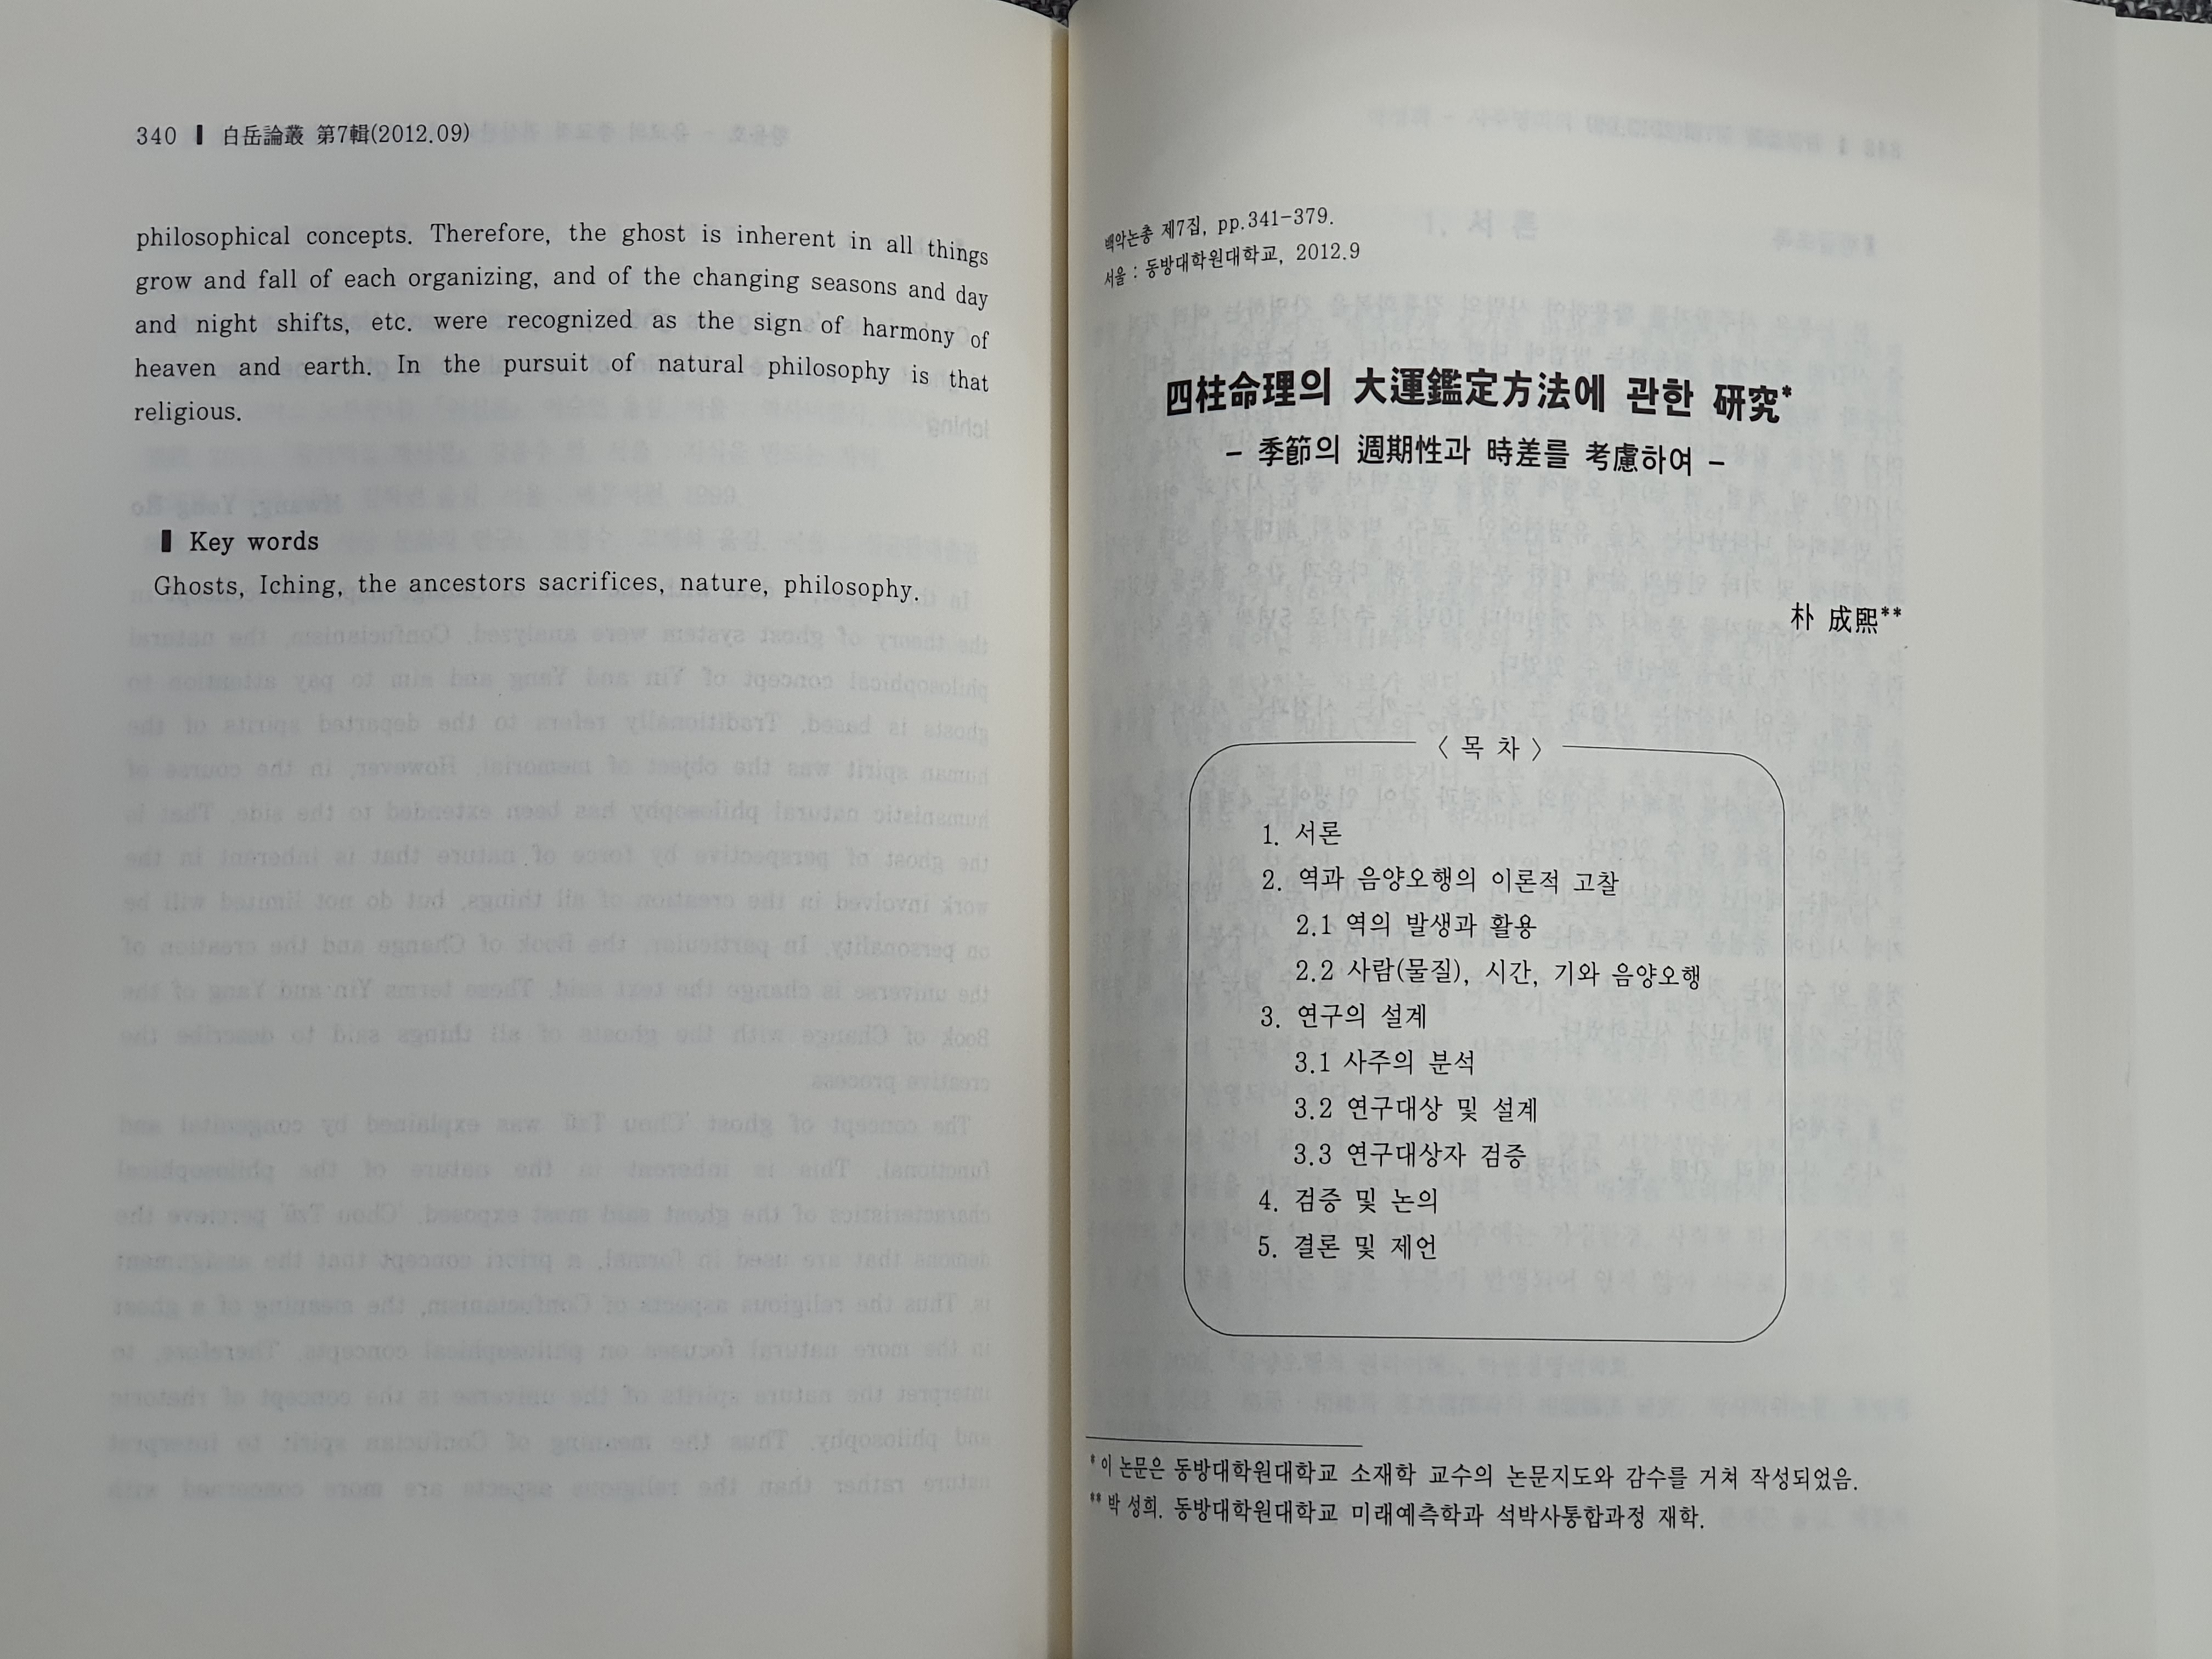 340 ▌ 白岳論叢 第7輯(2012.09)
philosophical concepts. Therefore, the ghost is inherent in all things
grow and fall of each organizing, and of the changing seasons and day
and night shifts, etc. were recognized as the sign of harmony of
heaven and earth. In the pursuit of natural philosophy is that
religious.
▌ Key words
Ghosts, Iching, the ancestors sacrifices, nature, philosophy.
백악논총 제7집, pp.341-379.
서울 : 동방대학원대학교, 2012.9
四柱命理의 大運鑑定方法에 관한 硏究*
- 季節의 週期性과 時差를 考慮하여 -
朴 成熙**
〈 목 차 〉
1. 서론
2. 역과 음양오행의 이론적 고찰
2.1 역의 발생과 활용
2.2 사람(물질), 시간, 기와 음양오행
3. 연구의 설계
3.1 사주의 분석
3.2 연구대상 및 설계
3.3 연구대상자 검증
4. 검증 및 논의
5. 결론 및 제언
* 이 논문은 동방대학원대학교 소재학 교수의 논문지도와 감수를 거쳐 작성되었음.
** 박성희. 동방대학원대학교 미래예측학과 석박사통합과정 재학.